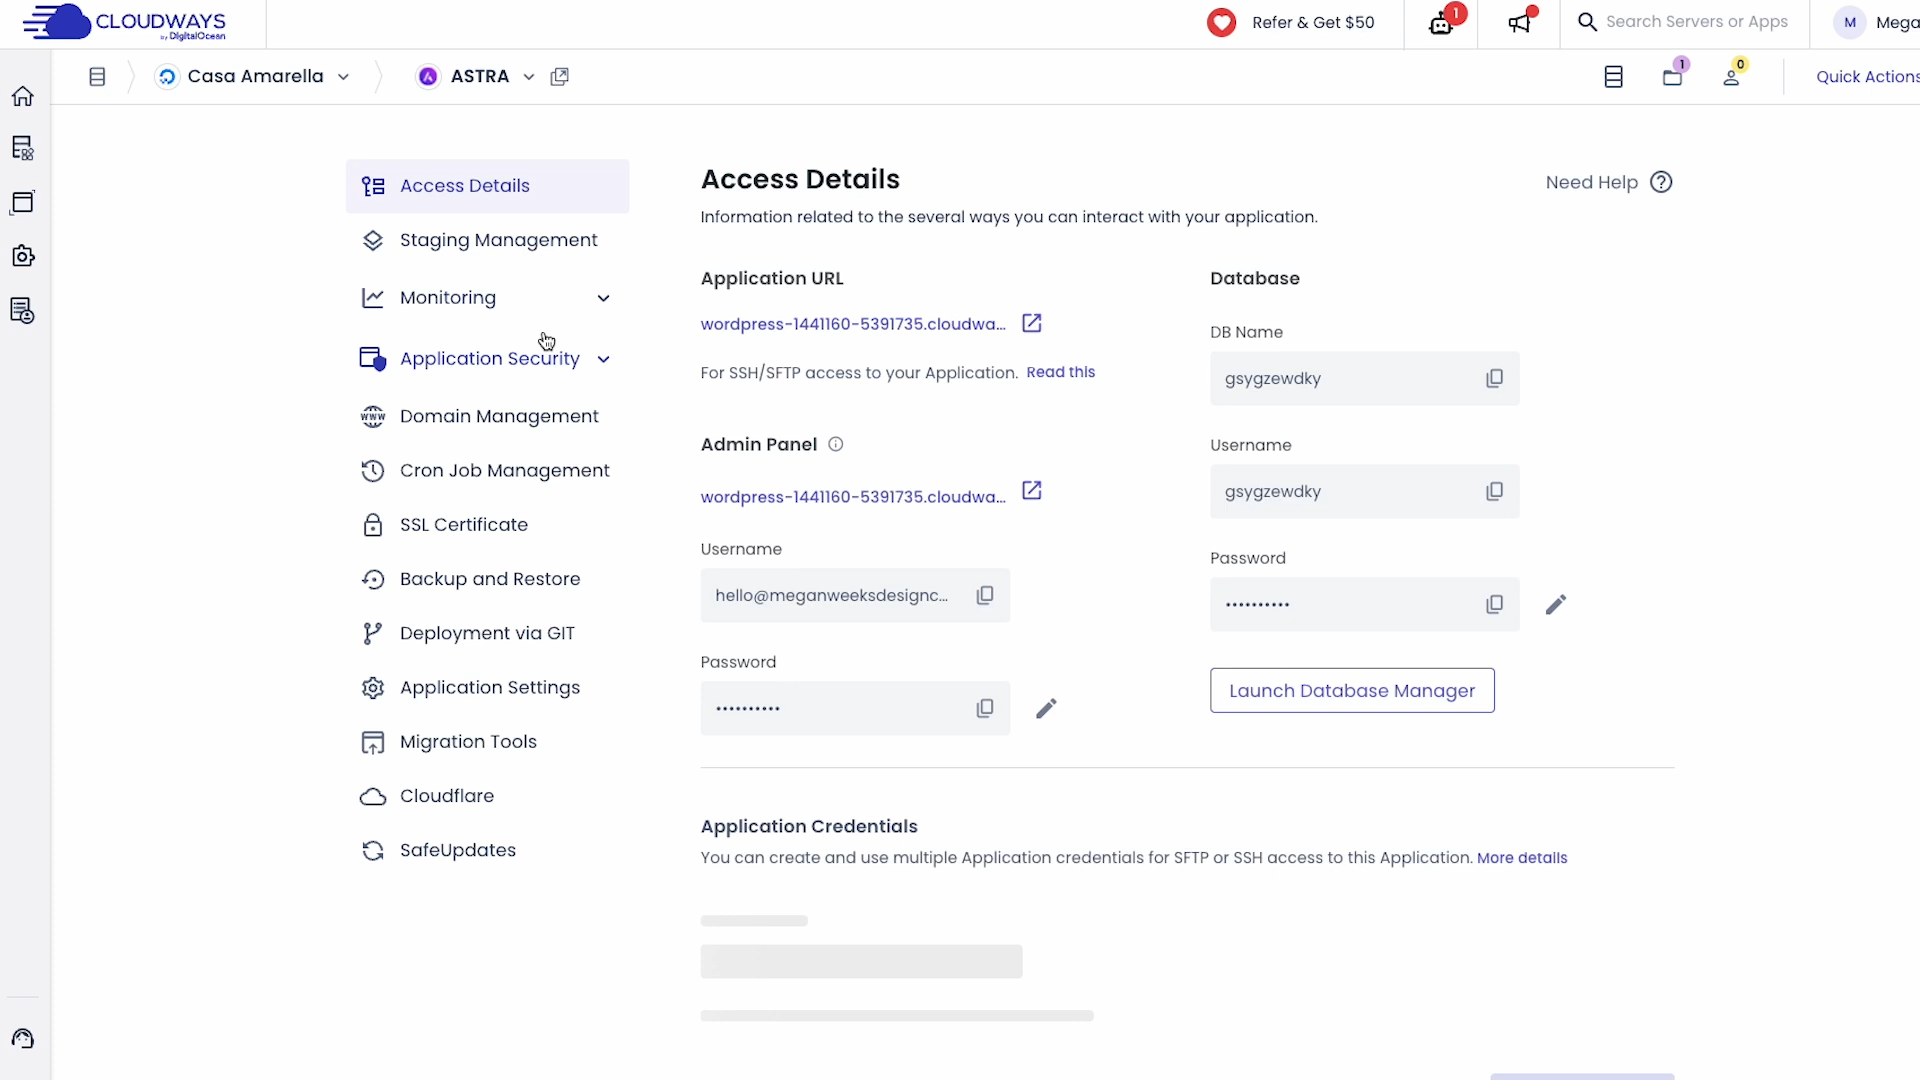 CLOUDWAYS
by DigitalOcean
Refer & Get $50
1
Search Servers or Apps
M
Mega
Casa Amarella
ASTRA
1
0
Quick Actions
Access Details
Staging Management
Monitoring
Application Security
Domain Management
Cron Job Management
SSL Certificate
Backup and Restore
Deployment via GIT
Application Settings
Migration Tools
Cloudflare
SafeUpdates
Access Details
Need Help
Information related to the several ways you can interact with your application.
Application URL
wordpress-1441160-5391735.cloudwa...
For SSH/SFTP access to your Application. Read this
Admin Panel
wordpress-1441160-5391735.cloudwa...
Username
hello@meganweeksdesignc...
Password
••••••••••
Database
DB Name
gsygzewdky
Username
gsygzewdky
Password
••••••••••
Launch Database Manager
Application Credentials
You can create and use multiple Application credentials for SFTP or SSH access to this Application. More details